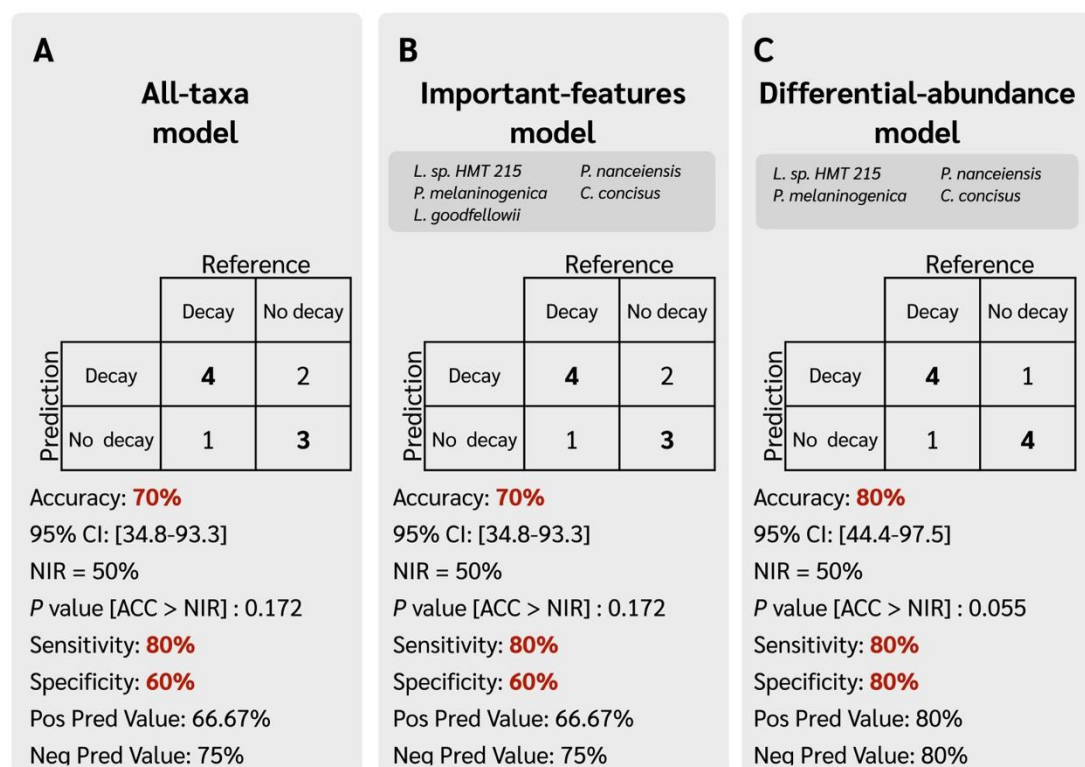 A
All-taxa
model
Reference
Decay No decay
Prediction
Decay 4 2
No decay 1 3
Accuracy: 70%
95% CI: [34.8-93.3]
NIR = 50%
P value [ACC > NIR] : 0.172
Sensitivity: 80%
Specificity: 60%
Pos Pred Value: 66.67%
Neg Pred Value: 75%
B
Important-features
model
L. sp. HMT 215 P. nanceiensis
P. melaninogenica C. concisus
L. goodfellowii
Reference
Decay No decay
Prediction
Decay 4 2
No decay 1 3
Accuracy: 70%
95% CI: [34.8-93.3]
NIR = 50%
P value [ACC > NIR] : 0.172
Sensitivity: 80%
Specificity: 60%
Pos Pred Value: 66.67%
Neg Pred Value: 75%
C
Differential-abundance
model
L. sp. HMT 215 P. nanceiensis
P. melaninogenica C. concisus
Reference
Decay No decay
Prediction
Decay 4 1
No decay 1 4
Accuracy: 80%
95% CI: [44.4-97.5]
NIR = 50%
P value [ACC > NIR] : 0.055
Sensitivity: 80%
Specificity: 80%
Pos Pred Value: 80%
Neg Pred Value: 80%